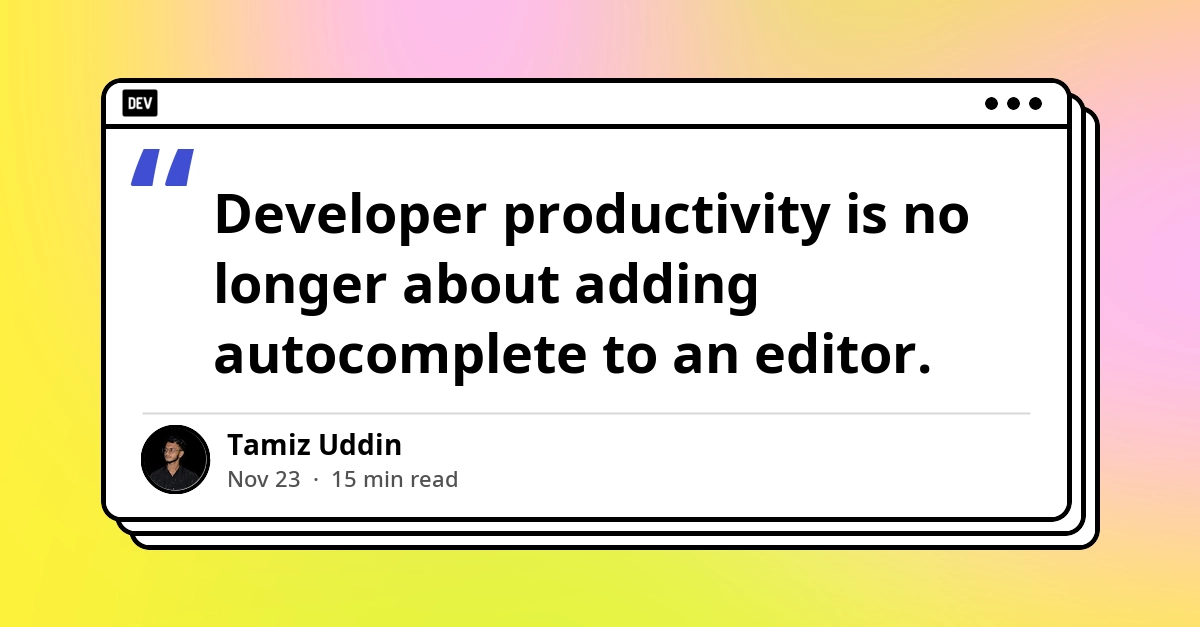 DEV
Developer productivity is no
longer about adding
autocomplete to an editor.
Tamiz Uddin
Nov 23 · 15 min read